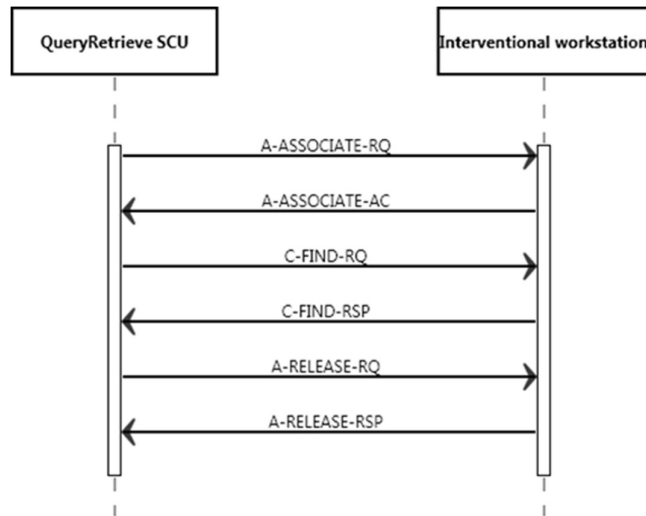 QueryRetrieve SCU
Interventional workstation
A-ASSOCIATE-RQ
A-ASSOCIATE-AC
C-FIND-RQ
C-FIND-RSP
A-RELEASE-RQ
A-RELEASE-RSP